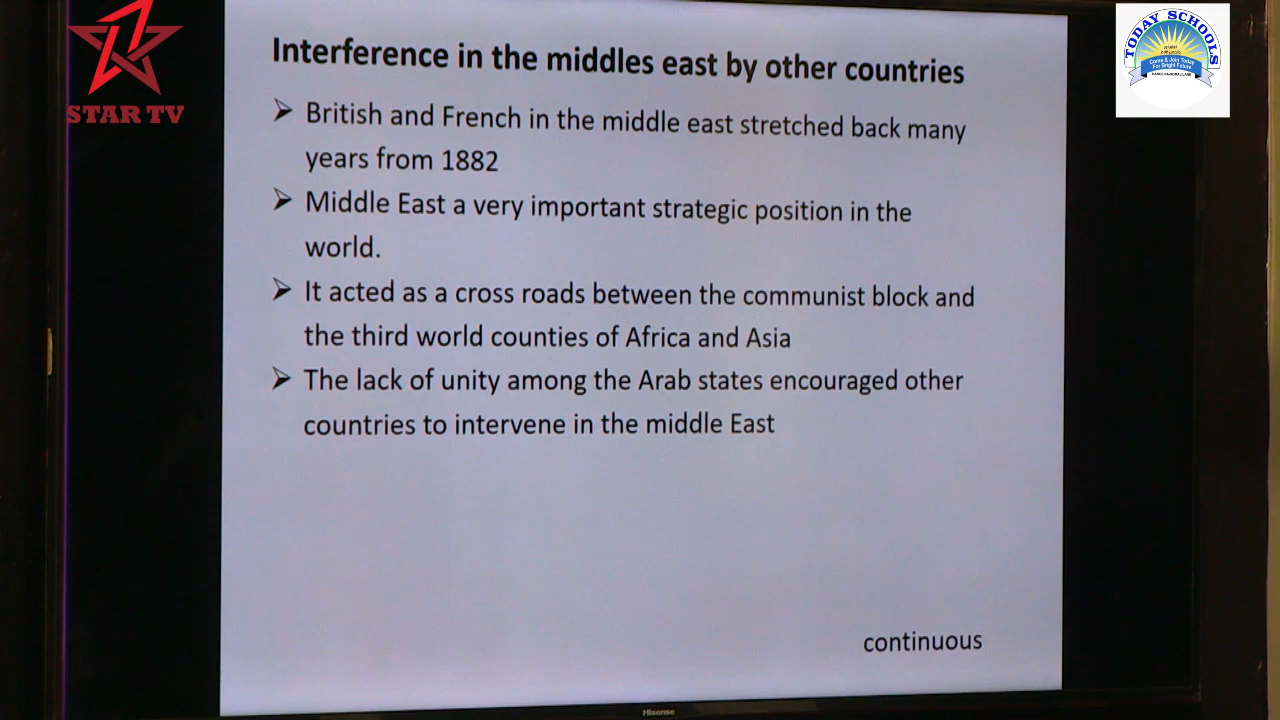 STAR TV
TODAY SCHOOLS
Come & Join Today
For Bright Future
Interference in the middles east by other countries
British and French in the middle east stretched back many
years from 1882
Middle East a very important strategic position in the
world.
It acted as a cross roads between the communist block and
the third world counties of Africa and Asia
The lack of unity among the Arab states encouraged other
countries to intervene in the middle East
continuous
Hisense